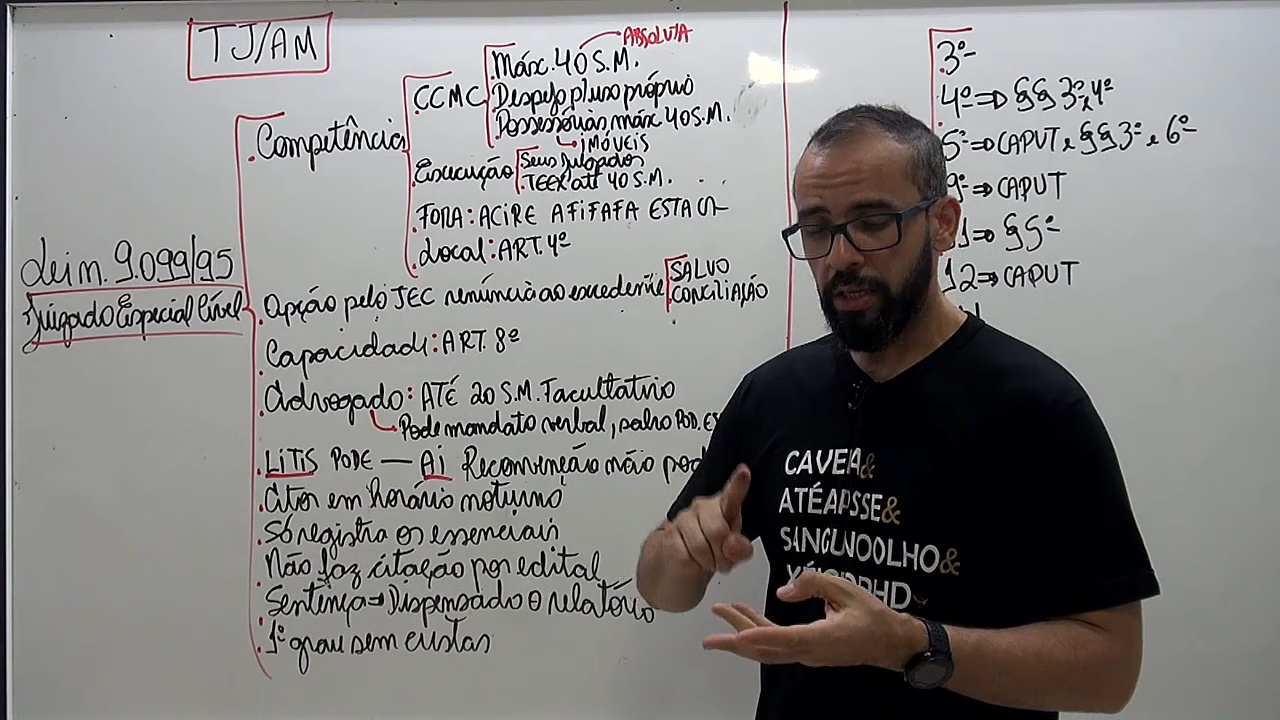 TJ/AM
Lei n. 9.099/95
Juizado Especial Cível
. Competência
. CCMC
Máx. 40 S.M.
ABSOLUTA
. Despejo p/ uso próprio
. Possessórias máx 40 S.M.
IMÓVEIS
. Execução
. Seus julgados
. TEEX até 40 S.M.
. FORA: ACIRE AFIFAFA ESTA
. Local: ART. 4º
. Opção pelo JEC renúncia ao excedente
SALVO
CONCILIAÇÃO
. Capacidade: ART. 8º
. Advogado: ATÉ 20 S.M. Facultativo
Pode mandato verbal, salvo POD. ES
. LITIS PODE — Ai Reconvenção não pod
. Atos em horário noturno
. Só registra os essenciais
. Não faz citação por edital
. Sentença ⇒ Dispensado o relatório
. 1º grau sem custas
. 3º
. 4º ⇒ §§ 3º e 4º
5º ⇒ CAPUT e §§ 3º e 6º
9º ⇒ CAPUT
1 ⇒ § 5º
12 ⇒ CAPUT
CAVEIA&
ATÉAPSSE&
SANGUNOOLHO&